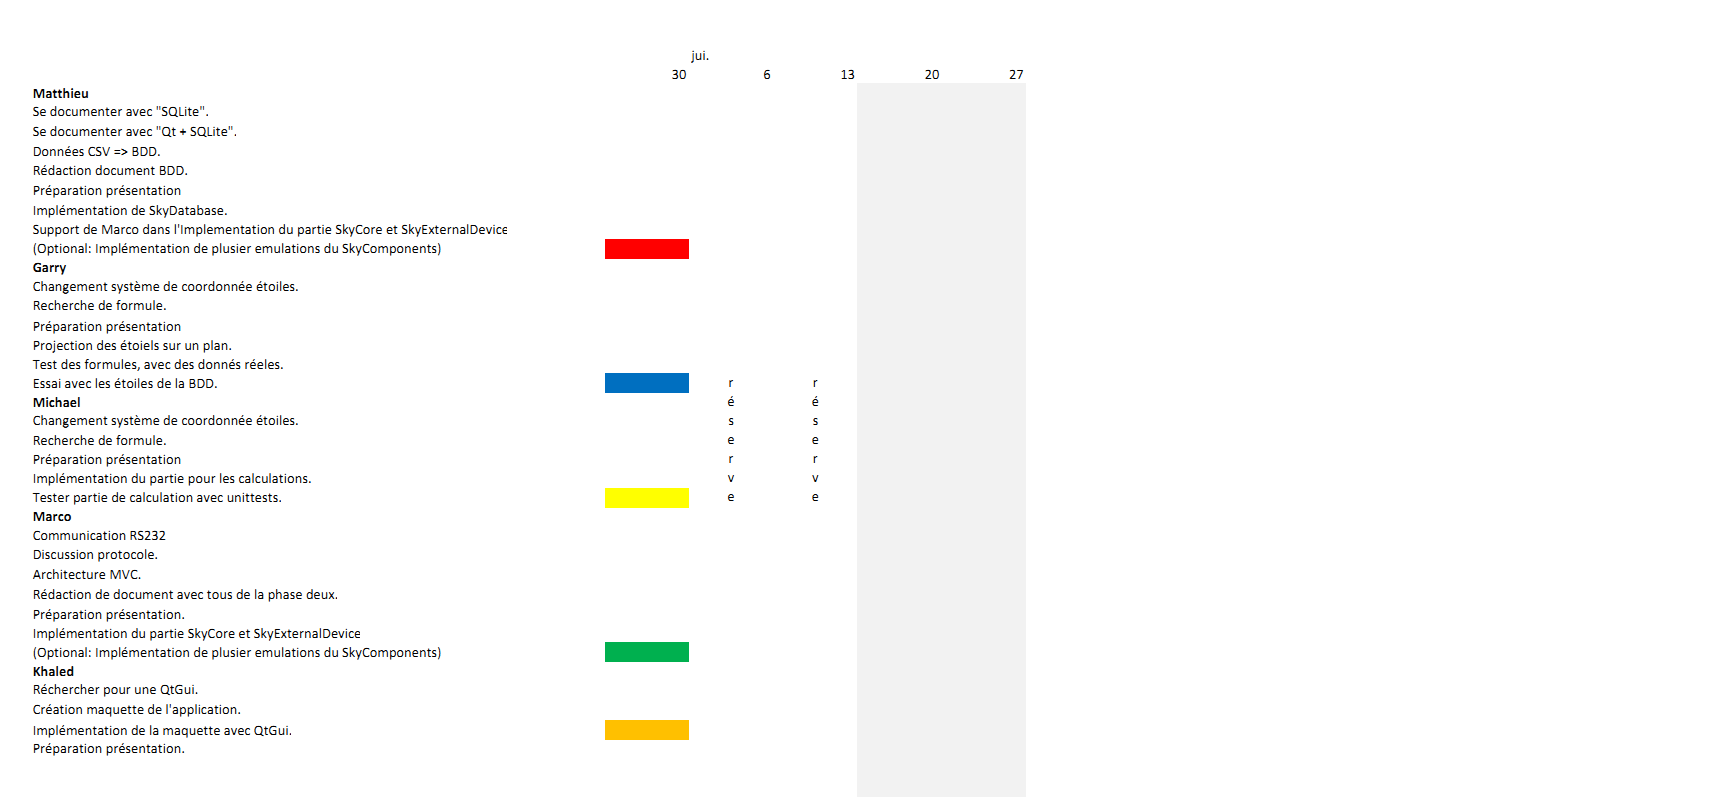 jui.
30 6 13 20 27
Matthieu
Se documenter avec "SQLite".
Se documenter avec "Qt + SQLite".
Données CSV => BDD.
Rédaction document BDD.
Préparation présentation
Implémentation de SkyDatabase.
Support de Marco dans l'Implementation du partie SkyCore et SkyExternalDevice
(Optional: Implémentation de plusier emulations du SkyComponents)
Garry
Changement système de coordonnée étoiles.
Recherche de formule.
Préparation présentation
Projection des étoiels sur un plan.
Test des formules, avec des donnés réeles.
Essai avec les étoiles de la BDD. r r
Michael é é
Changement système de coordonnée étoiles. s s
Recherche de formule. e e
Préparation présentation r r
Implémentation du partie pour les calculations. v v
Tester partie de calculation avec unittests. e e
Marco
Communication RS232
Discussion protocole.
Architecture MVC.
Rédaction de document avec tous de la phase deux.
Préparation présentation.
Implémentation du partie SkyCore et SkyExternalDevice
(Optional: Implémentation de plusier emulations du SkyComponents)
Khaled
Réchercher pour une QtGui.
Création maquette de l'application.
Implémentation de la maquette avec QtGui.
Préparation présentation.